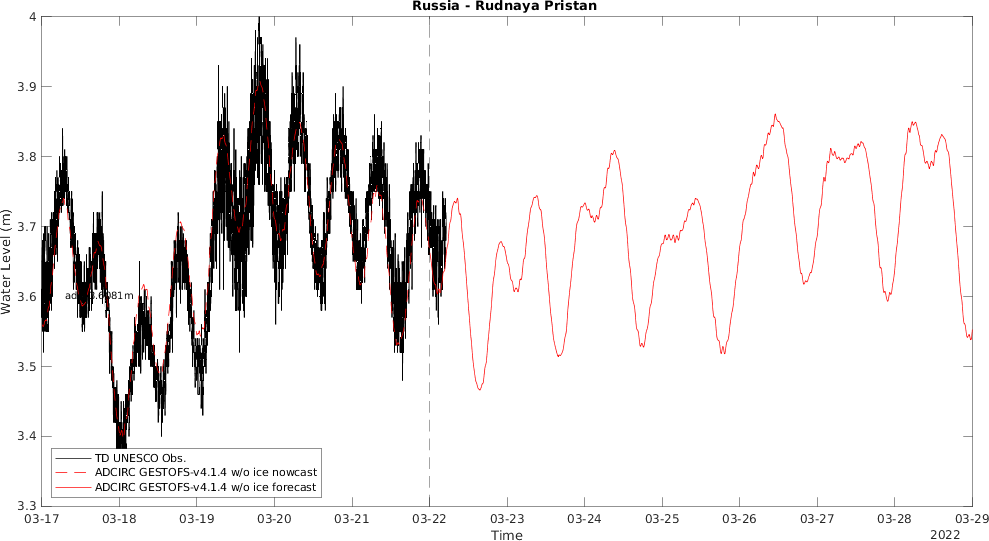 Russia - Rudnaya Pristan
4
3.9
3.8
3.7
3.6
3.5
3.4
3.3
Water Level (m)
TD UNESCO Obs.
ADCIRC GESTOFS-v4.1.4 w/o ice nowcast
ADCIRC GESTOFS-v4.1.4 w/o ice forecast
03-17 03-18 03-19 03-20 03-21 03-22 03-23 03-24 03-25 03-26 03-27 03-28 03-29
Time
2022